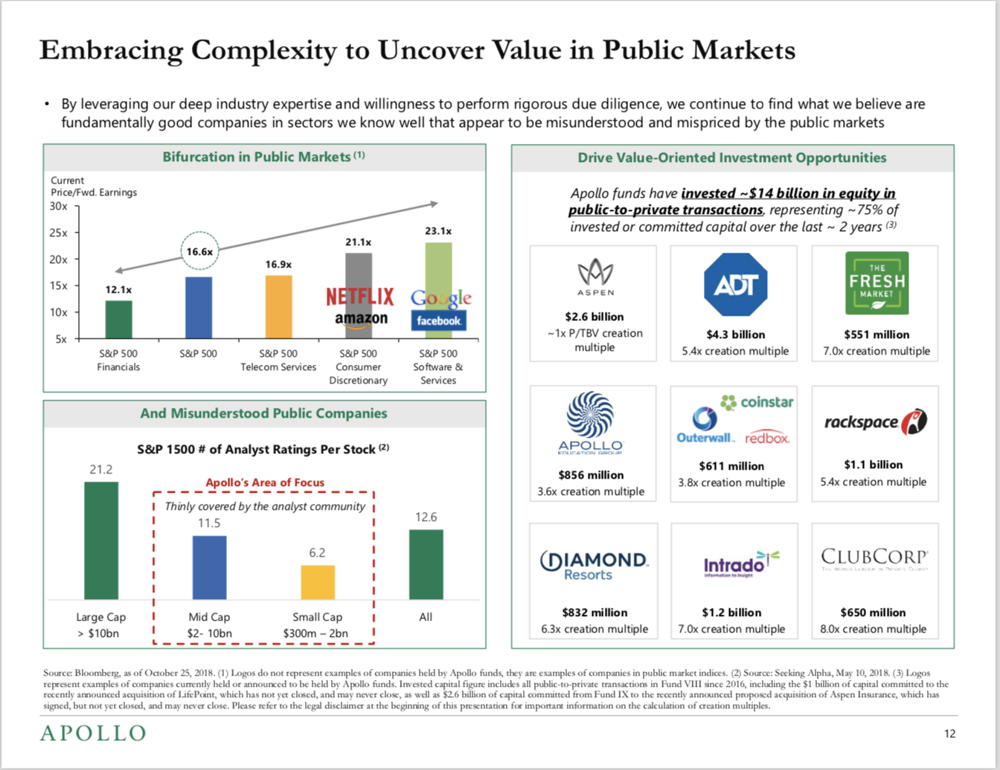 Embracing Complexity to Uncover Value in Public Markets
• By leveraging our deep industry expertise and willingness to perform rigorous due diligence, we continue to find what we believe are
fundamentally good companies in sectors we know well that appear to be misunderstood and mispriced by the public markets
Bifurcation in Public Markets (1)
Current
Price/Fwd. Earnings
30x
25x
20x
15x
10x
5x
12.1x
16.6x
16.9x
21.1x
23.1x
NETFLIX
amazon
Google
facebook
S&P 500
Financials
S&P 500
S&P 500
Telecom Services
S&P 500
Consumer
Discretionary
S&P 500
Software &
Services
And Misunderstood Public Companies
S&P 1500 # of Analyst Ratings Per Stock (2)
Apollo's Area of Focus
Thinly covered by the analyst community
21.2
11.5
6.2
12.6
Large Cap
> $10bn
Mid Cap
$2- 10bn
Small Cap
$300m – 2bn
All
Drive Value-Oriented Investment Opportunities
Apollo funds have invested ~$14 billion in equity in
public-to-private transactions, representing ~75% of
invested or committed capital over the last ~ 2 years (3)
ASPEN
$2.6 billion
~1x P/TBV creation
multiple
ADT
$4.3 billion
5.4x creation multiple
THE
FRESH
MARKET
$551 million
7.0x creation multiple
APOLLO
EDUCATION GROUP
$856 million
3.6x creation multiple
coinstar
Outerwall
redbox.
$611 million
3.8x creation multiple
rackspace
$1.1 billion
5.4x creation multiple
DIAMOND
Resorts
$832 million
6.3x creation multiple
Intrado
Information to Insight
$1.2 billion
7.0x creation multiple
CLUBCORP
THE WORLD LEADER IN PRIVATE CLUBS
$650 million
8.0x creation multiple
Source: Bloomberg, as of October 25, 2018. (1) Logos do not represent examples of companies held by Apollo funds, they are examples of companies in public market indices. (2) Source: Seeking Alpha, May 10, 2018. (3) Logos
represent examples of companies currently held or announced to be held by Apollo funds. Invested capital figure includes all public-to-private transactions in Fund VIII since 2016, including the $1 billion of capital committed to the
recently announced acquisition of LifePoint, which has not yet closed, and may never close, as well as $2.6 billion of capital committed from Fund IX to the recently announced proposed acquisition of Aspen Insurance, which has
signed, but not yet closed, and may never close. Please refer to the legal disclaimer at the beginning of this presentation for important information on the calculation of creation multiples.
APOLLO
12